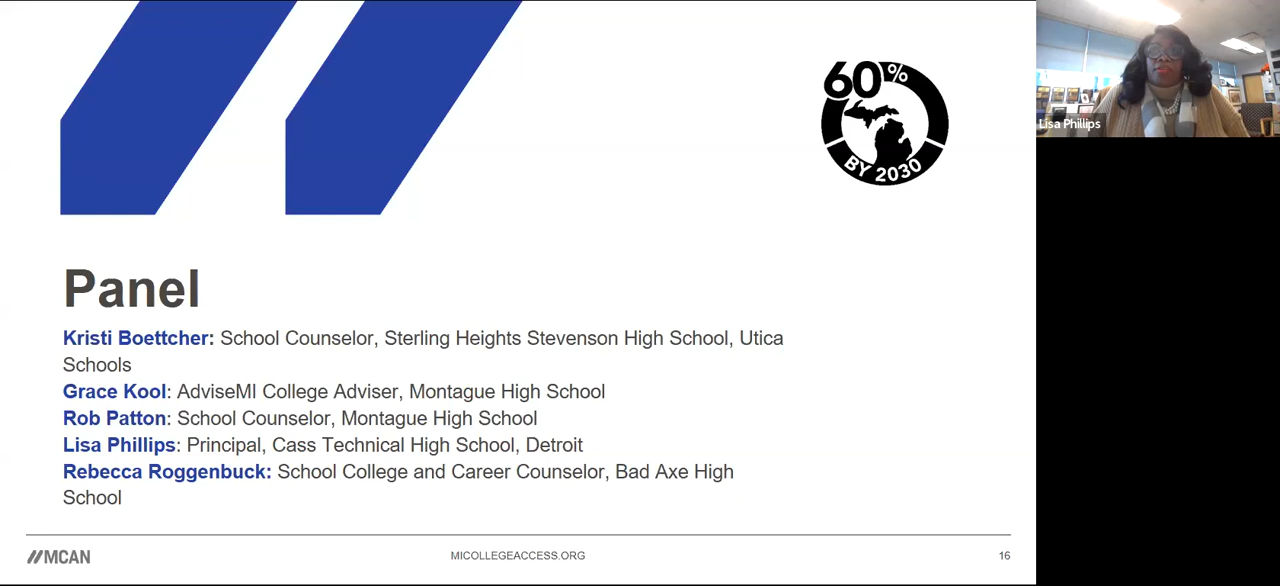 60%
BY 2030
Lisa Phillips
Panel
Kristi Boettcher: School Counselor, Sterling Heights Stevenson High School, Utica
Schools
Grace Kool: AdviseMI College Adviser, Montague High School
Rob Patton: School Counselor, Montague High School
Lisa Phillips: Principal, Cass Technical High School, Detroit
Rebecca Roggenbuck: School College and Career Counselor, Bad Axe High
School
//MCAN
MICOLLEGEACCESS.ORG
16